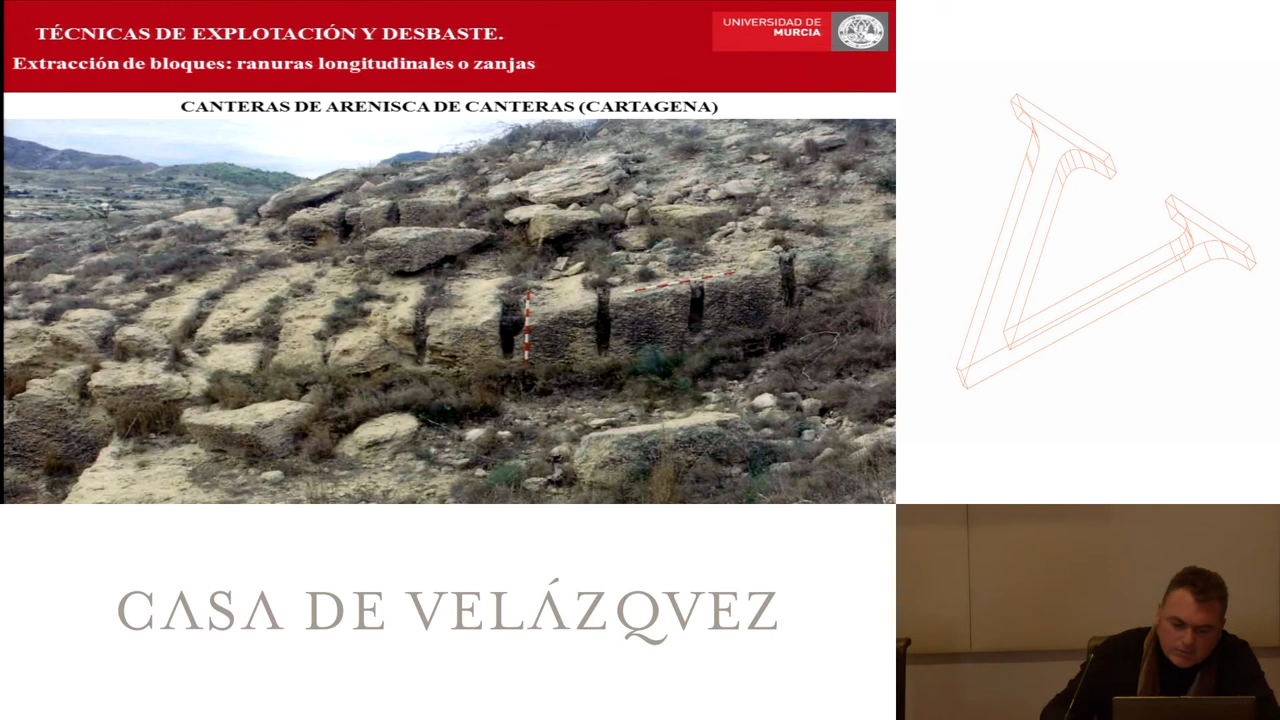 TÉCNICAS DE EXPLOTACIÓN Y DESBASTE.
Extracción de bloques: ranuras longitudinales o zanjas
UNIVERSIDAD DE
MURCIA
CANTERAS DE ARENISCA DE CANTERAS (CARTAGENA)
CASA DE VELÁZQVEZ